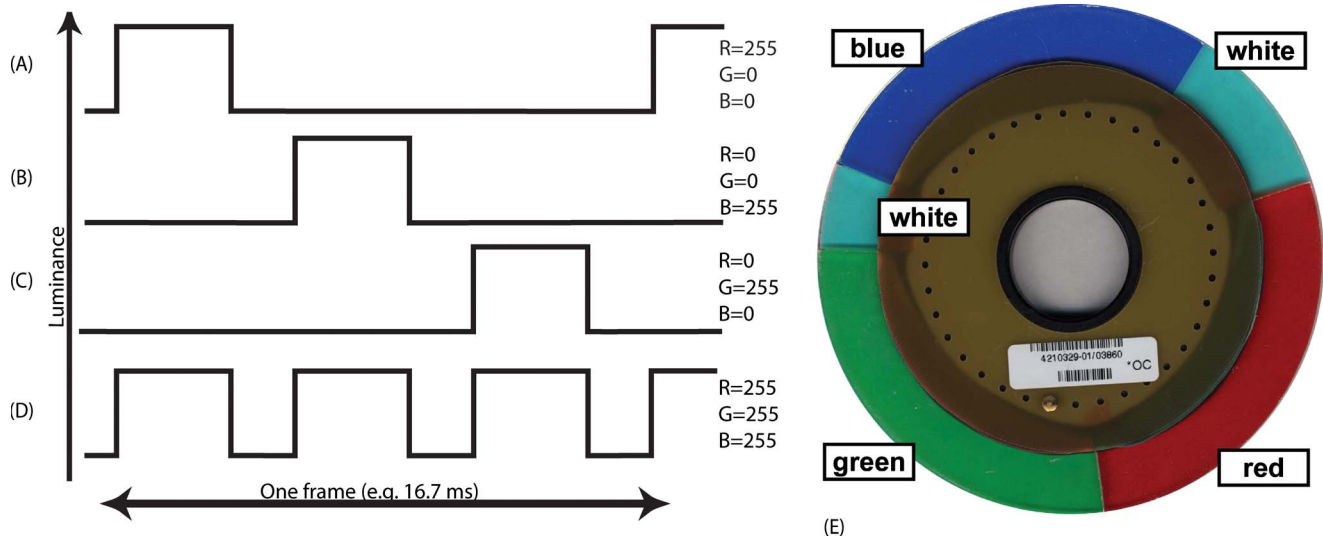 (A)
R=255
G=0
B=0
(B)
R=0
G=0
B=255
(C)
R=0
G=255
B=0
(D)
R=255
G=255
B=255
Luminance
One frame (e.g. 16.7 ms)
blue
white
white
4210329-01/03860
*OC
green
red
(E)